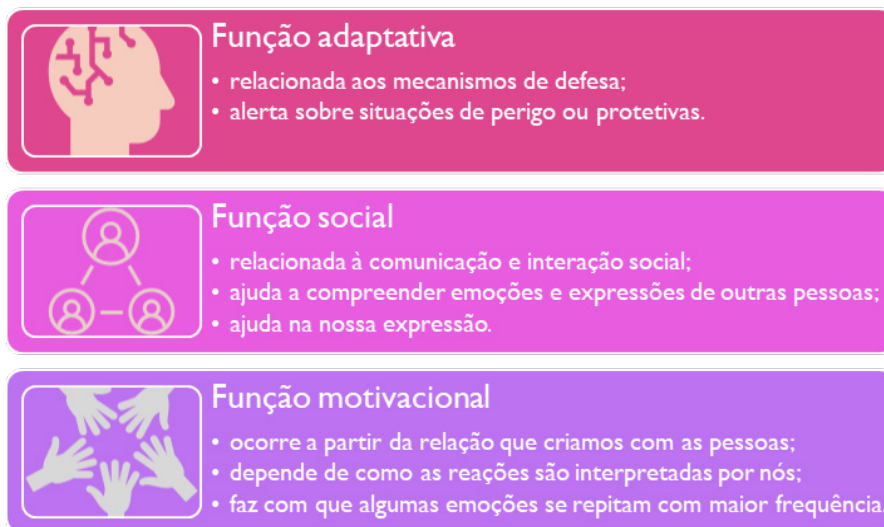 Função adaptativa
• relacionada aos mecanismos de defesa;
• alerta sobre situações de perigo ou protetivas.
Função social
• relacionada à comunicação e interação social;
• ajuda a compreender emoções e expressões de outras pessoas;
• ajuda na nossa expressão.
Função motivacional
• ocorre a partir da relação que criamos com as pessoas;
• depende de como as reações são interpretadas por nós;
• faz com que algumas emoções se repitam com maior frequência.